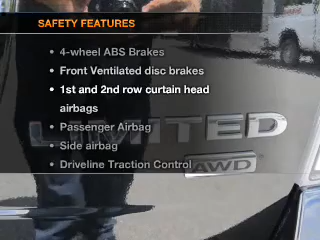 SAFETY FEATURES
• 4-wheel ABS Brakes
• Front Ventilated disc brakes
• 1st and 2nd row curtain head
airbags
• Passenger Airbag
LIMITED
• Side airbag
• Driveline Traction Control
AWD